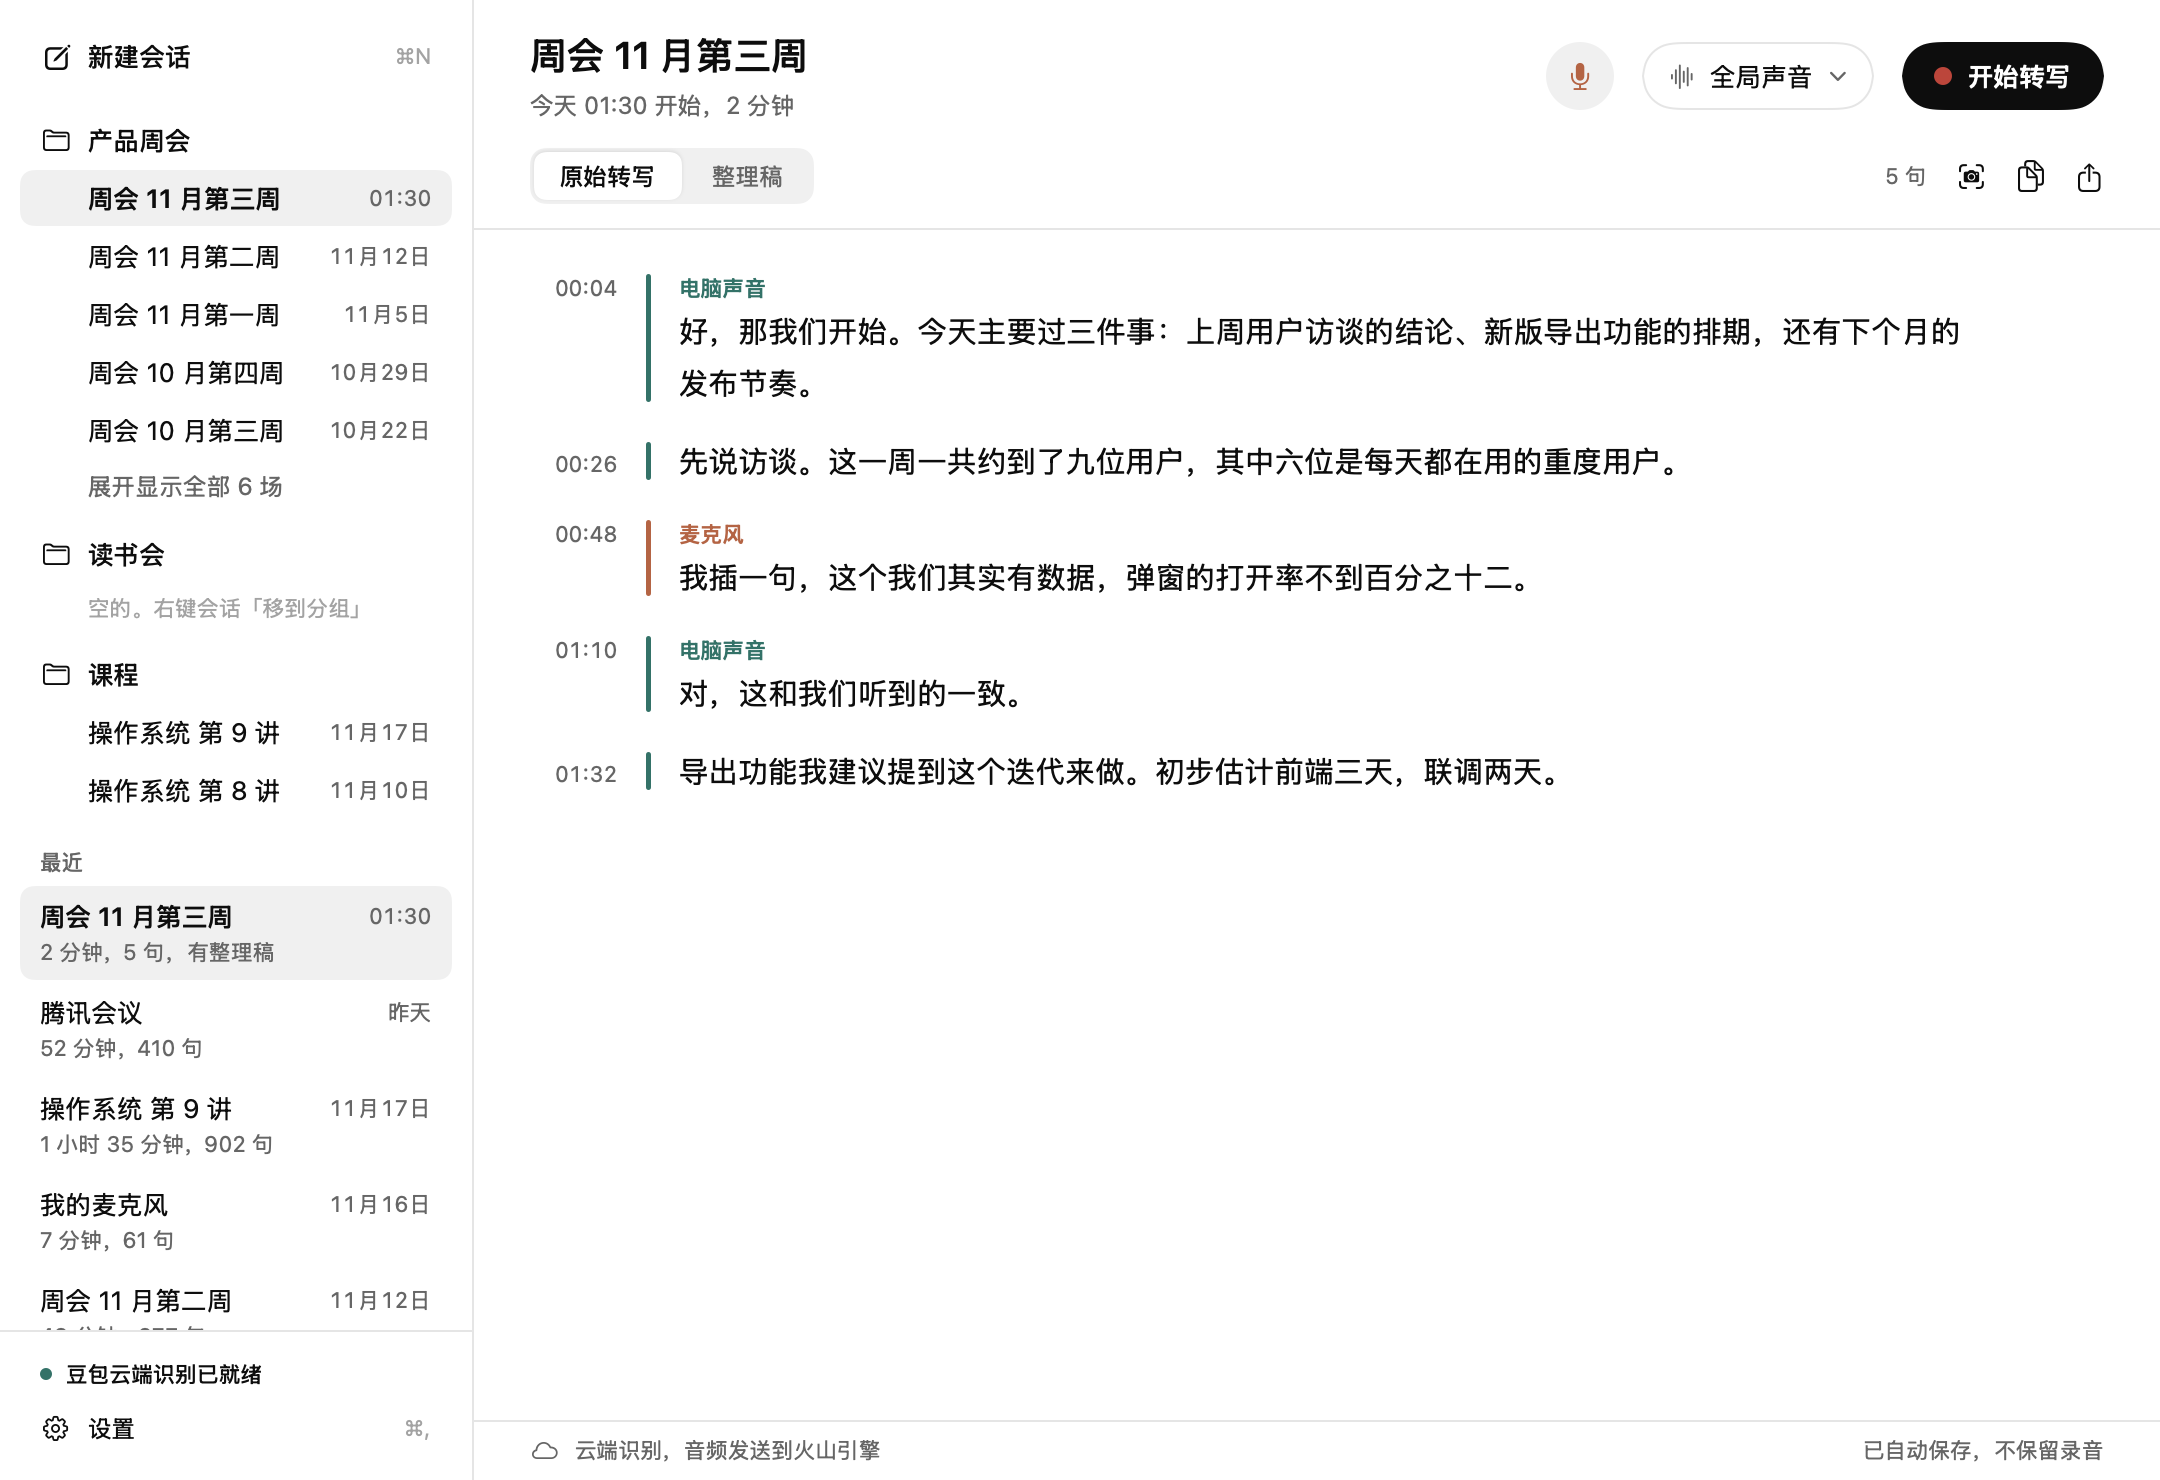 新建会话 ⌘N
产品周会
周会 11 月第三周 01:30
周会 11 月第二周 11月12日
周会 11 月第一周 11月5日
周会 10 月第四周 10月29日
周会 10 月第三周 10月22日
展开显示全部 6 场
读书会
空的。右键会话「移到分组」
课程
操作系统 第 9 讲 11月17日
操作系统 第 8 讲 11月10日
最近
周会 11 月第三周 01:30
2 分钟，5 句，有整理稿
腾讯会议 昨天
52 分钟，410 句
操作系统 第 9 讲 11月17日
1 小时 35 分钟，902 句
我的麦克风 11月16日
7 分钟，61 句
周会 11 月第二周 11月12日
豆包云端识别已就绪
设置 ⌘,
周会 11 月第三周
今天 01:30 开始，2 分钟
全局声音
开始转写
原始转写 整理稿
5 句
00:04 电脑声音
好，那我们开始。今天主要过三件事：上周用户访谈的结论、新版导出功能的排期，还有下个月的
发布节奏。
00:26 先说访谈。这一周一共约到了九位用户，其中六位是每天都在用的重度用户。
00:48 麦克风
我插一句，这个我们其实有数据，弹窗的打开率不到百分之十二。
01:10 电脑声音
对，这和我们听到的一致。
01:32 导出功能我建议提到这个迭代来做。初步估计前端三天，联调两天。
云端识别，音频发送到火山引擎
已自动保存，不保留录音